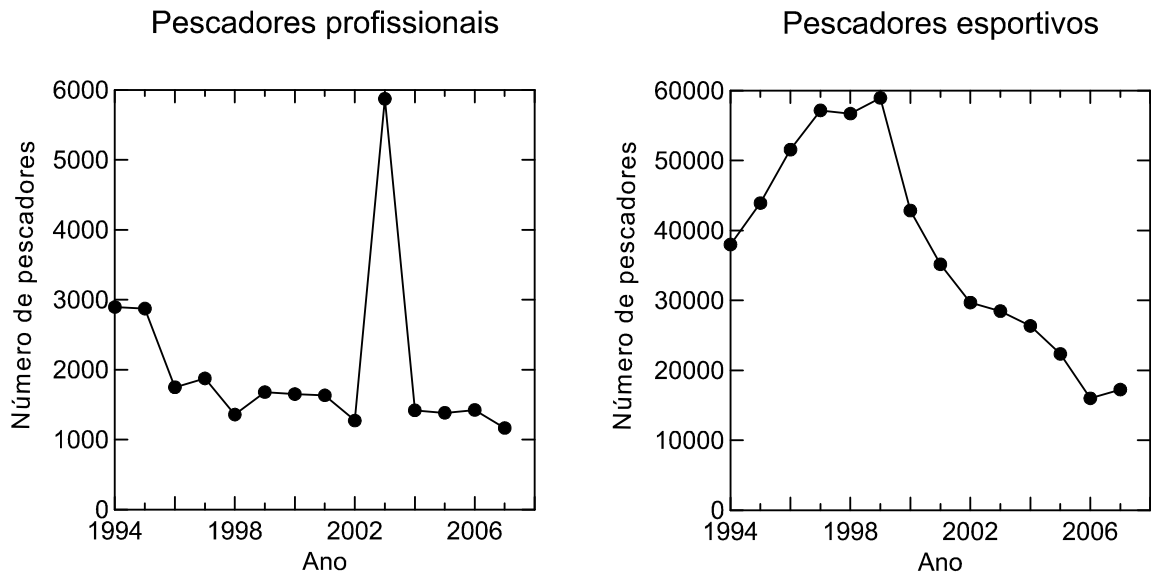 Pescadores profissionais
6000
5000
4000
3000
2000
1000
0
Número de pescadores
1994 1998 2002 2006
Ano
Pescadores esportivos
60000
50000
40000
30000
20000
10000
0
Número de pescadores
1994 1998 2002 2006
Ano